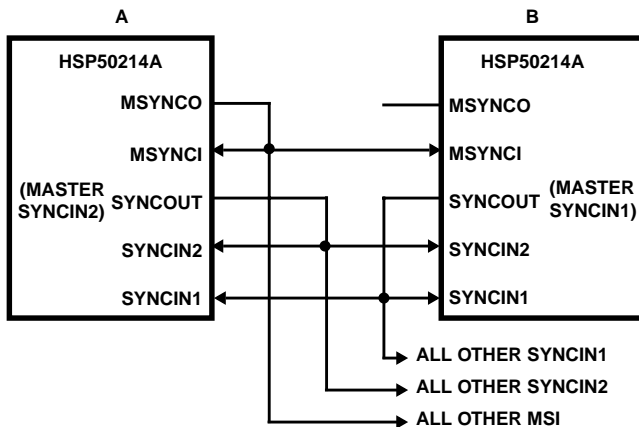 A
HSP50214A
MSYNCO
MSYNCI
(MASTER
SYNCIN2)
SYNCOUT
SYNCIN2
SYNCIN1
B
HSP50214A
MSYNCO
MSYNCI
SYNCOUT
(MASTER
SYNCIN1)
SYNCIN2
SYNCIN1
ALL OTHER SYNCIN1
ALL OTHER SYNCIN2
ALL OTHER MSI